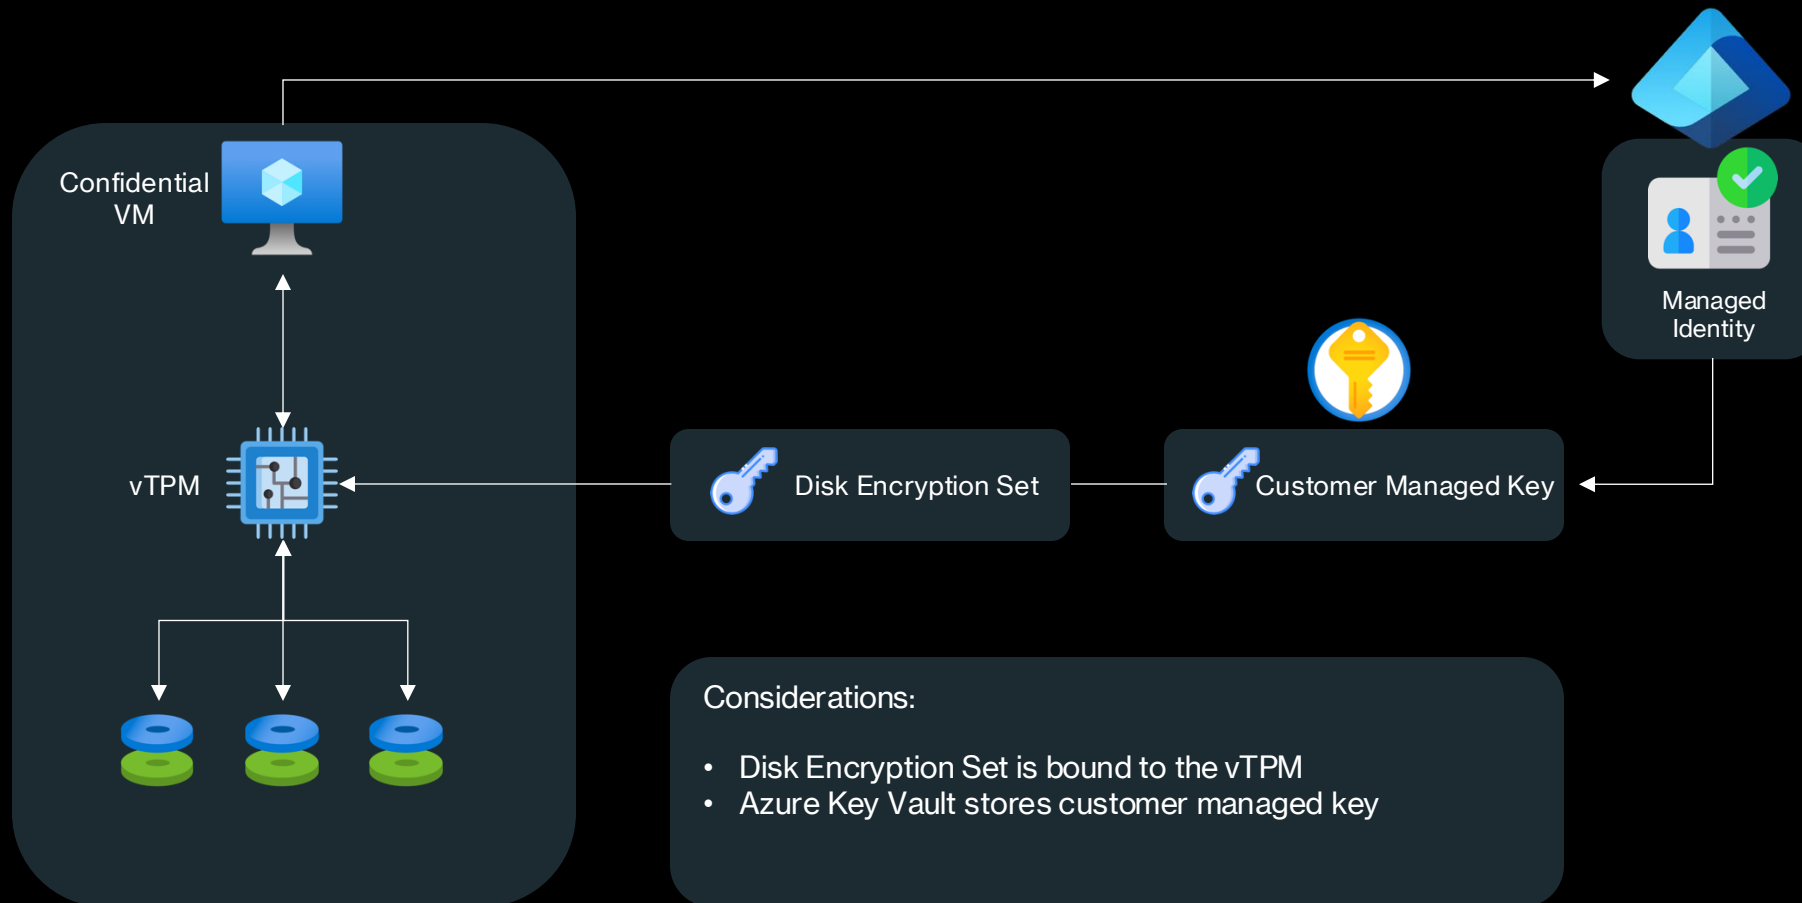 Confidential
VM
Managed
Identity
vTPM
Disk Encryption Set
Customer Managed Key
Considerations:
• Disk Encryption Set is bound to the vTPM
• Azure Key Vault stores customer managed key